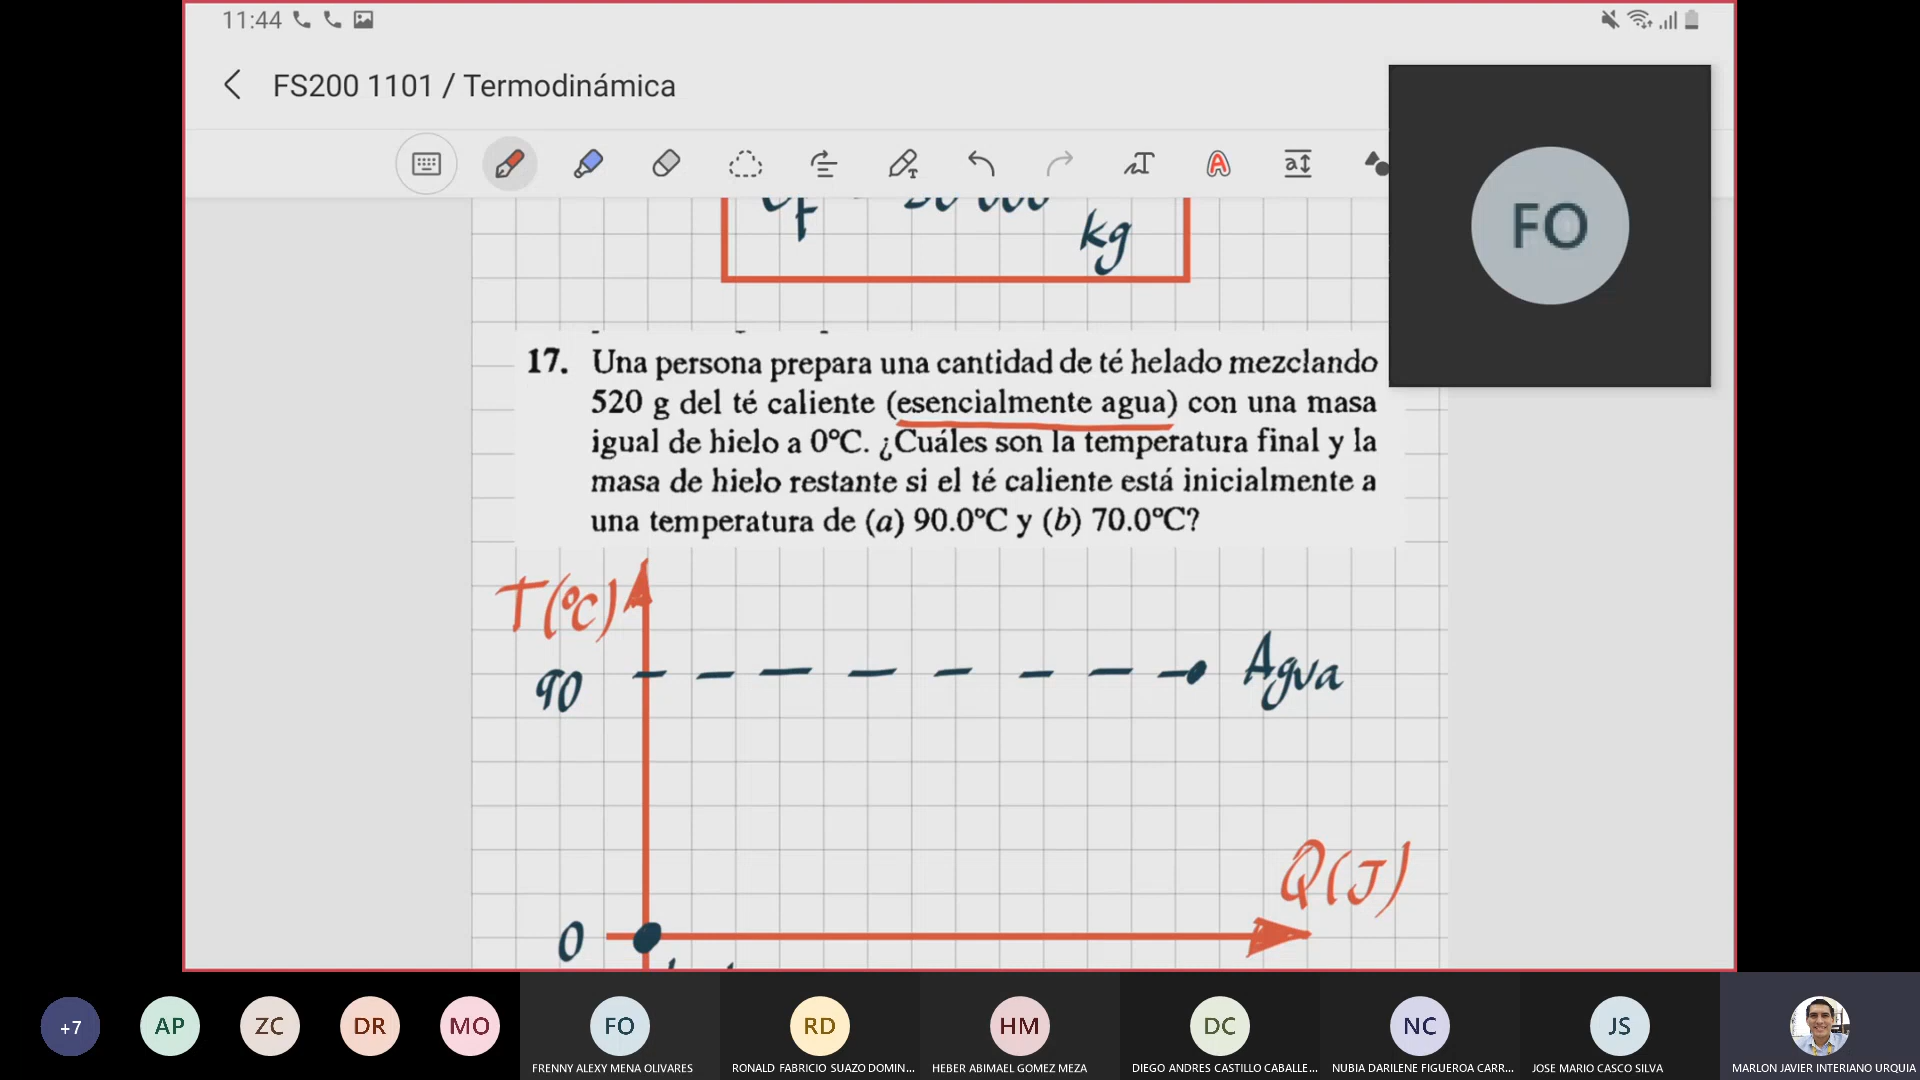 11:44
FS200 1101 / Termodinámica
kg
FO
17. Una persona prepara una cantidad de té helado mezclando
520 g del té caliente (esencialmente agua) con una masa
igual de hielo a 0°C. ¿Cuáles son la temperatura final y la
masa de hielo restante si el té caliente está inicialmente a
una temperatura de (a) 90.0°C y (b) 70.0°C?
T(°C)
90
Agua
Q(J)
0
+7
AP
ZC
DR
MO
FO
RD
HM
DC
NC
JS
FRENNY ALEXY MENA OLIVARES
RONALD FABRICIO SUAZO DOMIN...
HEBER ABIMAEL GOMEZ MEZA
DIEGO ANDRES CASTILLO CABALLE...
NUBIA DARILENE FIGUEROA CARR...
JOSE MARIO CASCO SILVA
MARLON JAVIER INTERIANO URQUIA